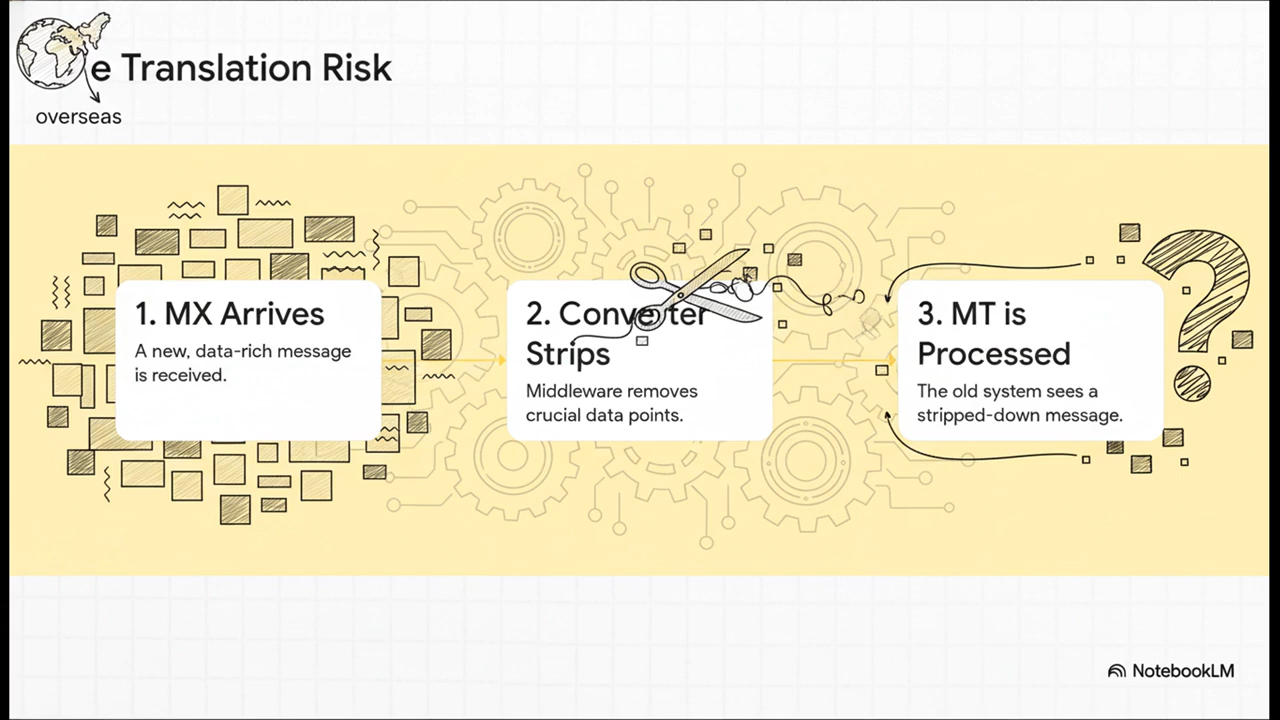 e Translation Risk
overseas
1. MX Arrives
A new, data-rich message
is received.
2. Conve ter
Strips
Middleware removes
crucial data points.
3. MT is
Processed
The old system sees a
stripped-down message.
NotebookLM